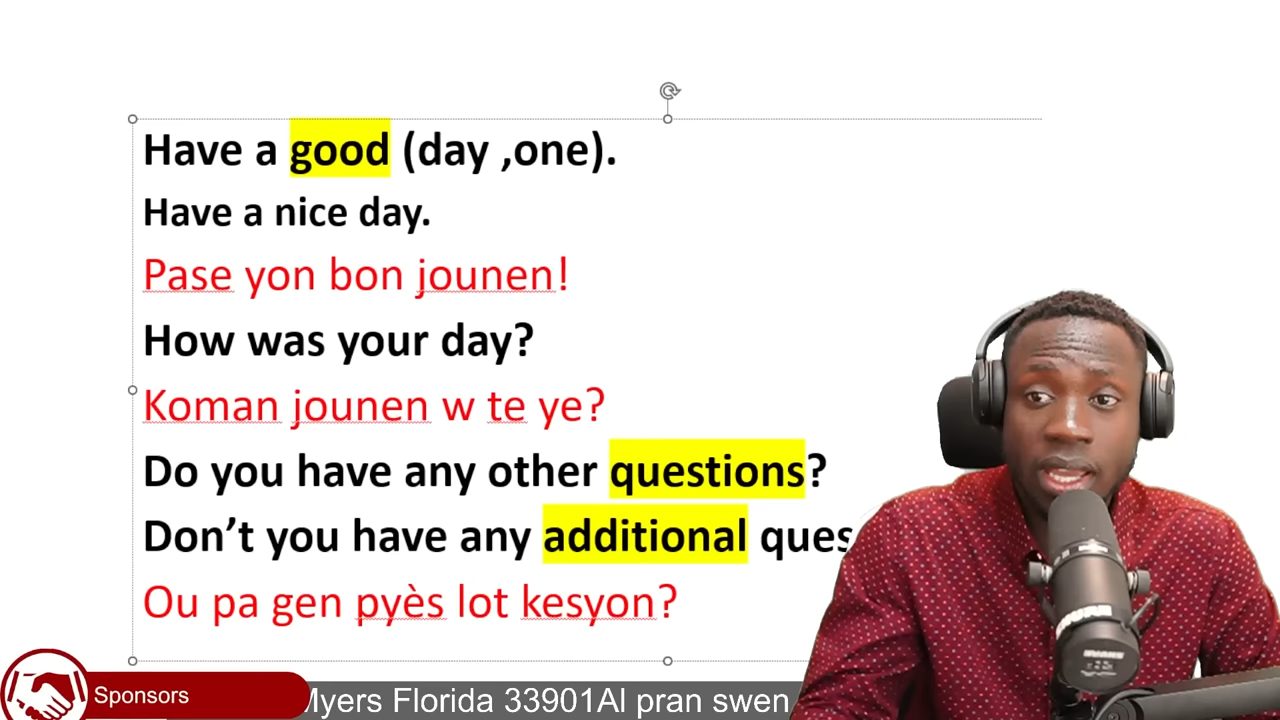 Have a good (day ,one).
Have a nice day.
Pase yon bon jounen!
How was your day?
Koman jounen w te ye?
Do you have any other questions?
Don’t you have any additional ques
Ou pa gen pyès lot kesyon?
Sponsors
Myers Florida 33901Al pran swen